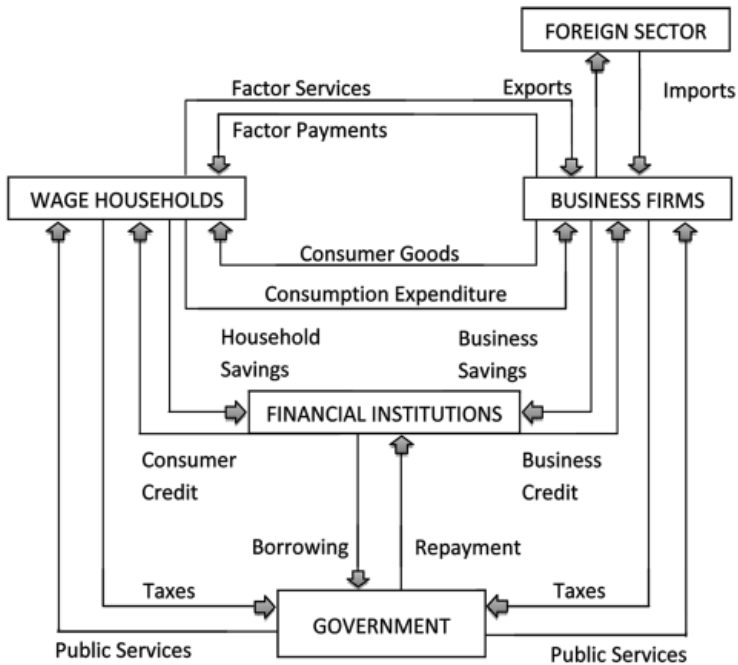 FOREIGN SECTOR
Factor Services
Exports
Imports
Factor Payments
WAGE HOUSEHOLDS
BUSINESS FIRMS
Consumer Goods
Consumption Expenditure
Household
Savings
Business
Savings
FINANCIAL INSTITUTIONS
Consumer
Credit
Business
Credit
Borrowing
Repayment
Taxes
Taxes
GOVERNMENT
Public Services
Public Services